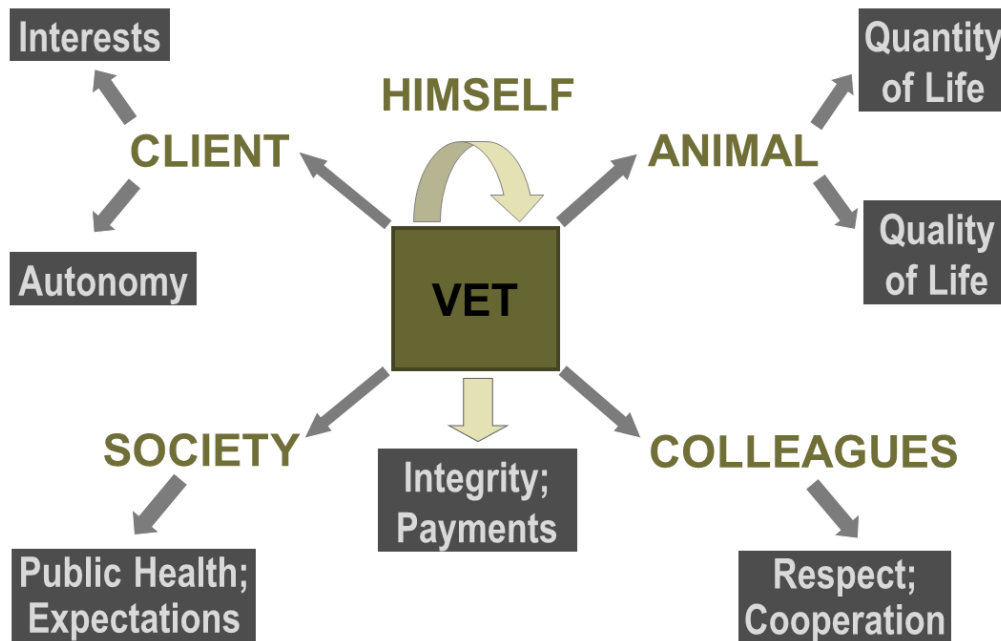 Interests
Quantity
of Life
HIMSELF
CLIENT
ANIMAL
Autonomy
Quality
of Life
VET
SOCIETY
COLLEAGUES
Integrity;
Payments
Public Health;
Expectations
Respect;
Cooperation